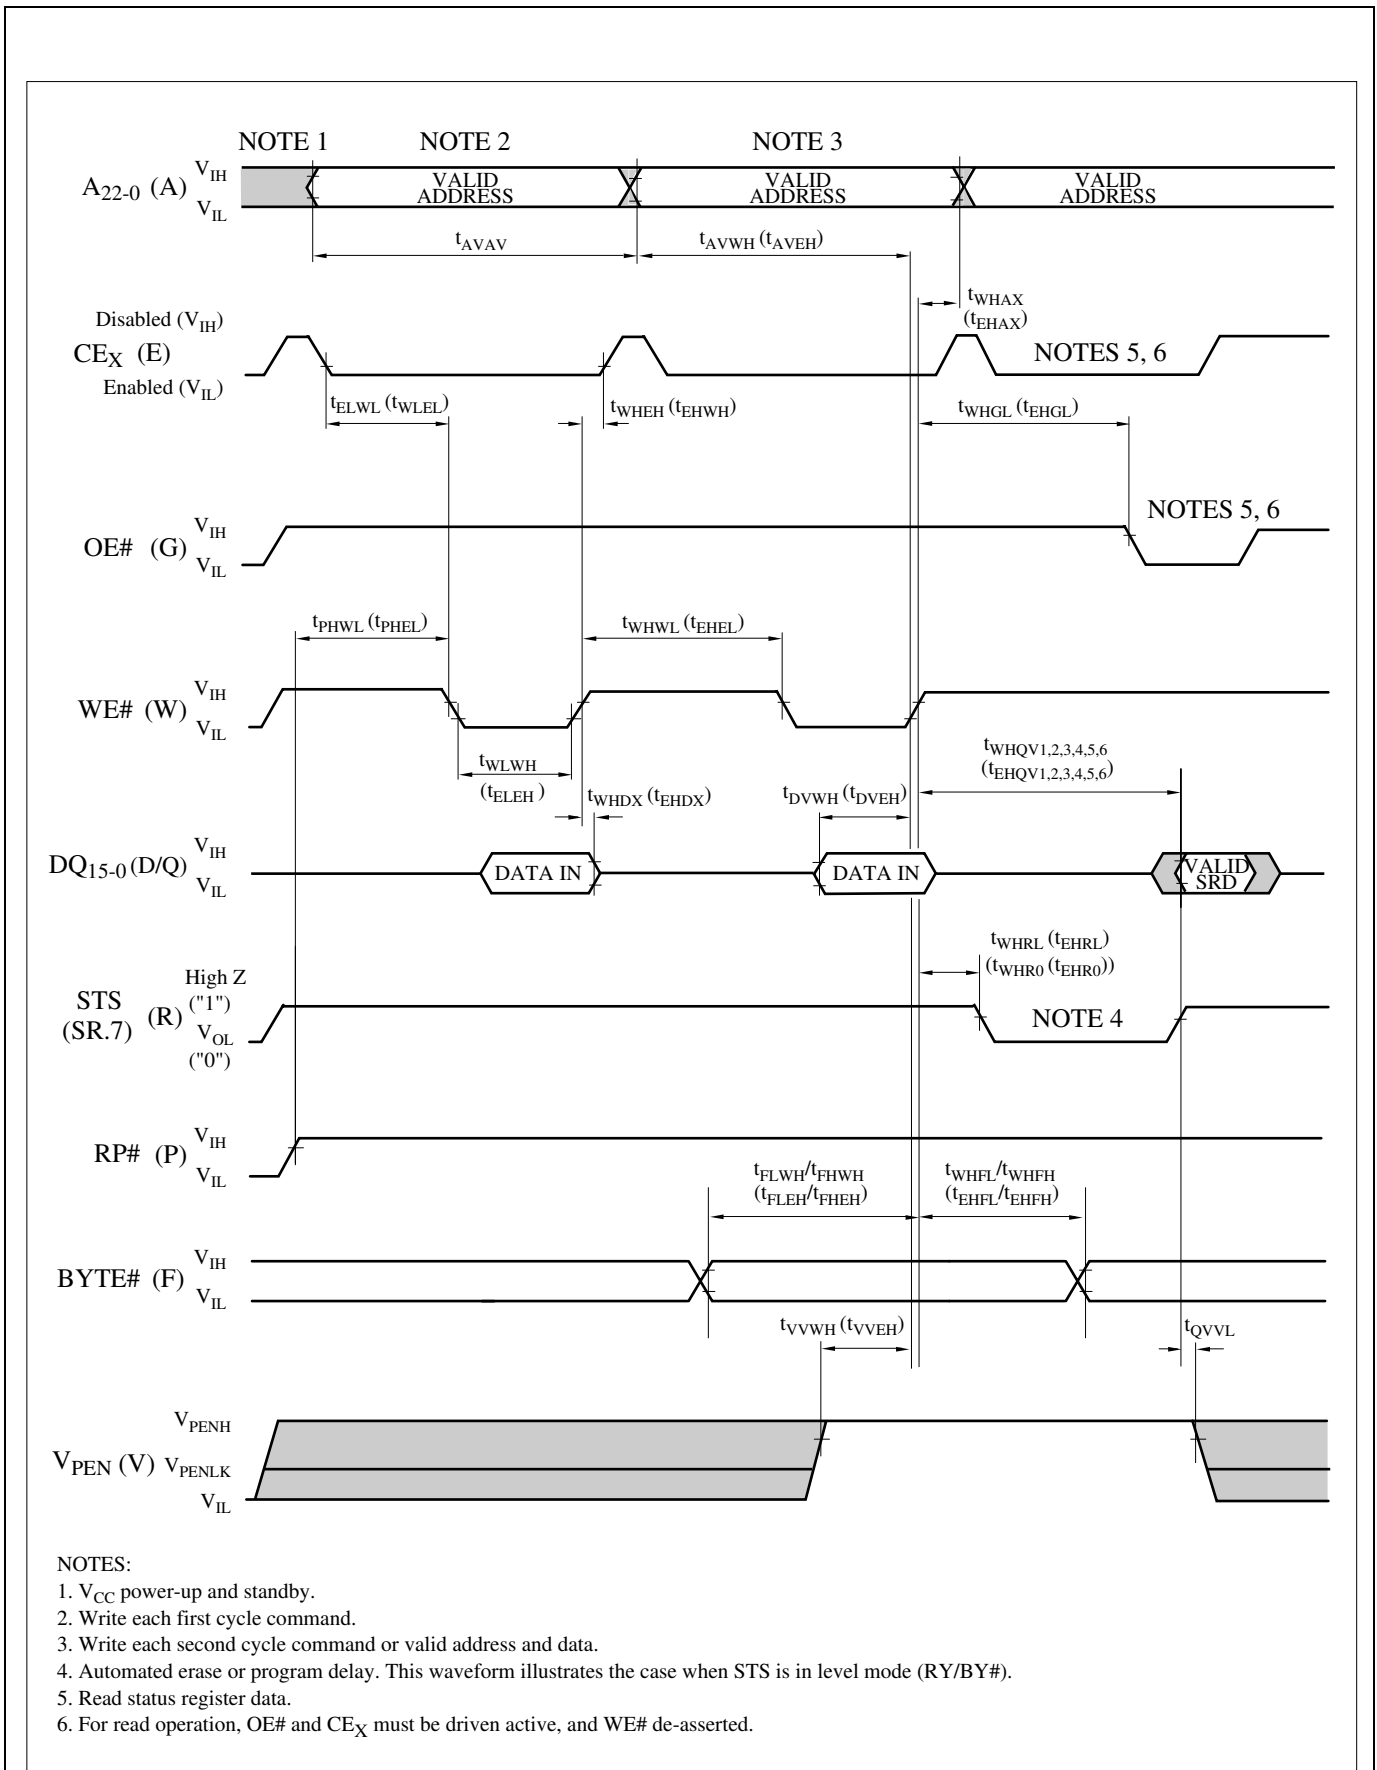 NOTE 1 NOTE 2 NOTE 3
A22-0 (A) VIH VIL
VALID ADDRESS VALID ADDRESS VALID ADDRESS
tAVAV tAVWH (tAVEH)
tWHAX
(tEHAX)
Disabled (VIH)
CEX (E)
Enabled (VIL)
NOTES 5, 6
tELWL (tWLEL) tWHEH (tEHWH) tWHGL (tEHGL)
NOTES 5, 6
OE# (G) VIH VIL
tPHWL (tPHEL) tWHWL (tEHEL)
WE# (W) VIH VIL
tWLWH
(tELEH )
tWHDX (tEHDX) tDVWH (tDVEH)
tWHQV1,2,3,4,5,6
(tEHQV1,2,3,4,5,6)
DQ15-0 (D/Q) VIH VIL
DATA IN DATA IN VALID SRD
tWHRL (tEHRL)
(tWHR0 (tEHR0))
STS
(SR.7) (R)
High Z
("1")
VOL
("0")
NOTE 4
RP# (P) VIH VIL
tFLWH/tFHWH
(tFLEH/tFHEH)
tWHFL/tWHFH
(tEHFL/tEHFH)
BYTE# (F) VIH VIL
tVVWH (tVVEH) tQVVL
VPENH
VPEN (V) VPENLK
VIL
NOTES:
1. VCC power-up and standby.
2. Write each first cycle command.
3. Write each second cycle command or valid address and data.
4. Automated erase or program delay. This waveform illustrates the case when STS is in level mode (RY/BY#).
5. Read status register data.
6. For read operation, OE# and CEX must be driven active, and WE# de-asserted.